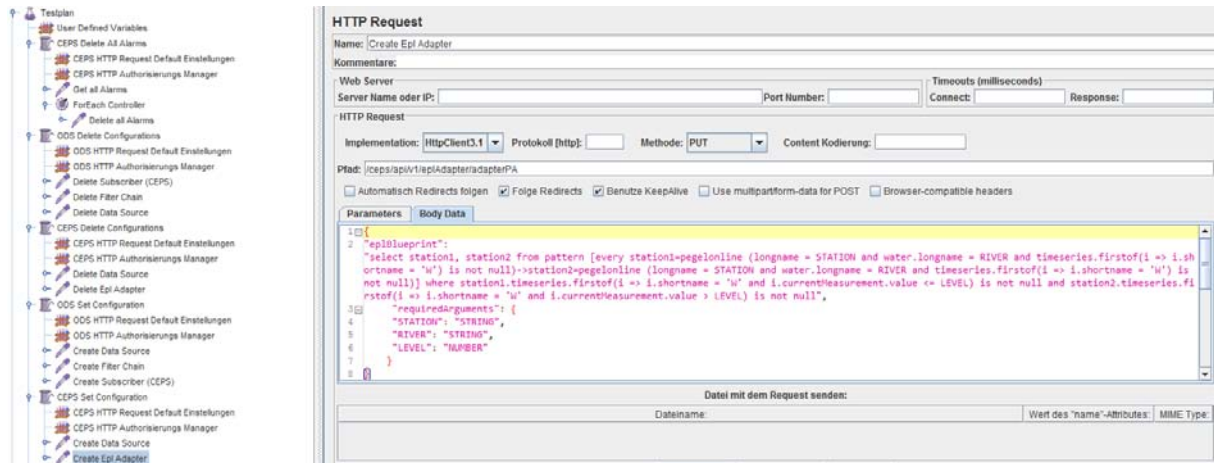 Testplan
User Defined Variables
CEPS Delete All Alarms
CEPS HTTP Request Default Einstellungen
CEPS HTTP Authorisierungs Manager
Get all Alarms
ForEach Controller
Delete all Alarms
ODS Delete Configurations
ODS HTTP Request Default Einstellungen
ODS HTTP Authorisierungs Manager
Delete Subscriber (CEPS)
Delete Filter Chain
Delete Data Source
CEPS Delete Configurations
CEPS HTTP Request Default Einstellungen
CEPS HTTP Authorisierungs Manager
Delete Data Source
Delete Epl Adapter
ODS Set Configuration
ODS HTTP Request Default Einstellungen
ODS HTTP Authorisierungs Manager
Create Data Source
Create Filter Chain
Create Subscriber (CEPS)
CEPS Set Configuration
CEPS HTTP Request Default Einstellungen
CEPS HTTP Authorisierungs Manager
Create Data Source
Create Epl Adapter
HTTP Request
Name: Create Epl Adapter
Kommentare:
Web Server
Server Name oder IP: Port Number:
Timeouts (milliseconds)
Connect: Response:
HTTP Request
Implementation: HttpClient3.1 Protokoll [http]: Methode: PUT Content Kodierung:
Pfad: /ceps/api/v1/eplAdapter/adapterPA
Automatisch Redirects folgen Folge Redirects Benutze KeepAlive Use multipart/form-data for POST Browser-compatible headers
Parameters Body Data
1 {
2 "eplBlueprint":
"select station1, station2 from pattern [every station1=pegelonline (longname = STATION and water.longname = RIVER and timeseries.firstof(i => i.sh
ortname = 'W') is not null)->station2=pegelonline (longname = STATION and water.longname = RIVER and timeseries.firstof(i => i.shortname = 'W') is
not null)] where station1.timeseries.firstof(i => i.shortname = 'W' and i.currentMeasurement.value <= LEVEL) is not null and station2.timeseries.fi
rstof(i => i.shortname = 'W' and i.currentMeasurement.value > LEVEL) is not null",
3 "requiredArguments": {
4 "STATION": "STRING",
5 "RIVER": "STRING",
6 "LEVEL": "NUMBER"
7 }
8 }
Datei mit dem Request senden:
Dateiname: Wert des "name"-Attributes: MIME Type: